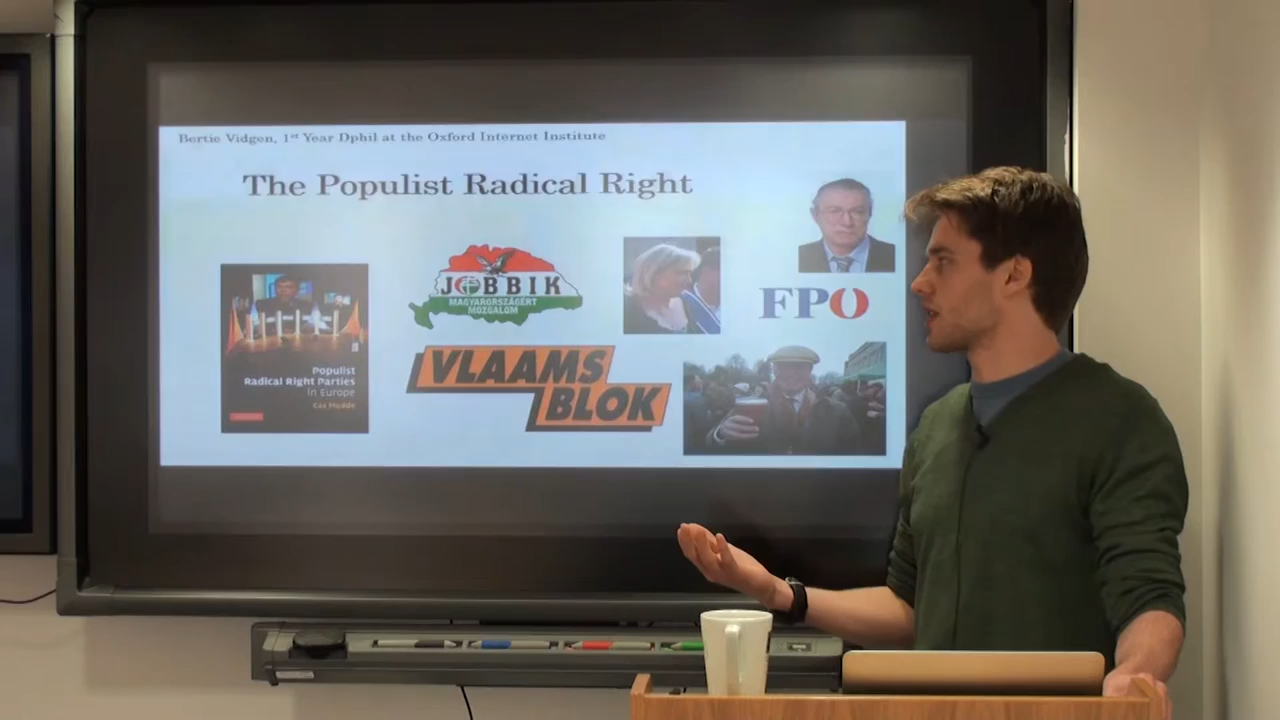 Bertie Vidgen, 1st Year Dphil at the Oxford Internet Institute
The Populist Radical Right
JOBBIK
MAGYARORSZÁGÉRT
MOZGALOM
FPÖ
VLAAMS
BLOK
Populist
Radical Right Parties
in Europe
Cas Mudde